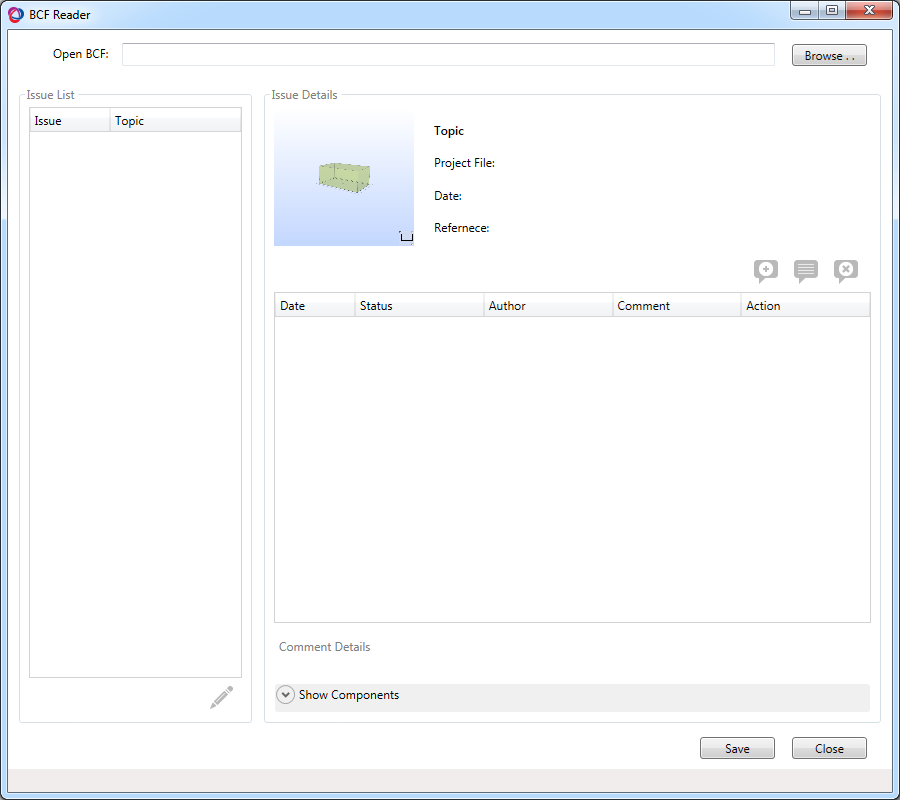 BCF Reader
Open BCF:
Browse . .
Issue List
Issue Topic
Issue Details
Topic
Project File:
Date:
Refernece:
Date Status Author Comment Action
Comment Details
Show Components
Save Close